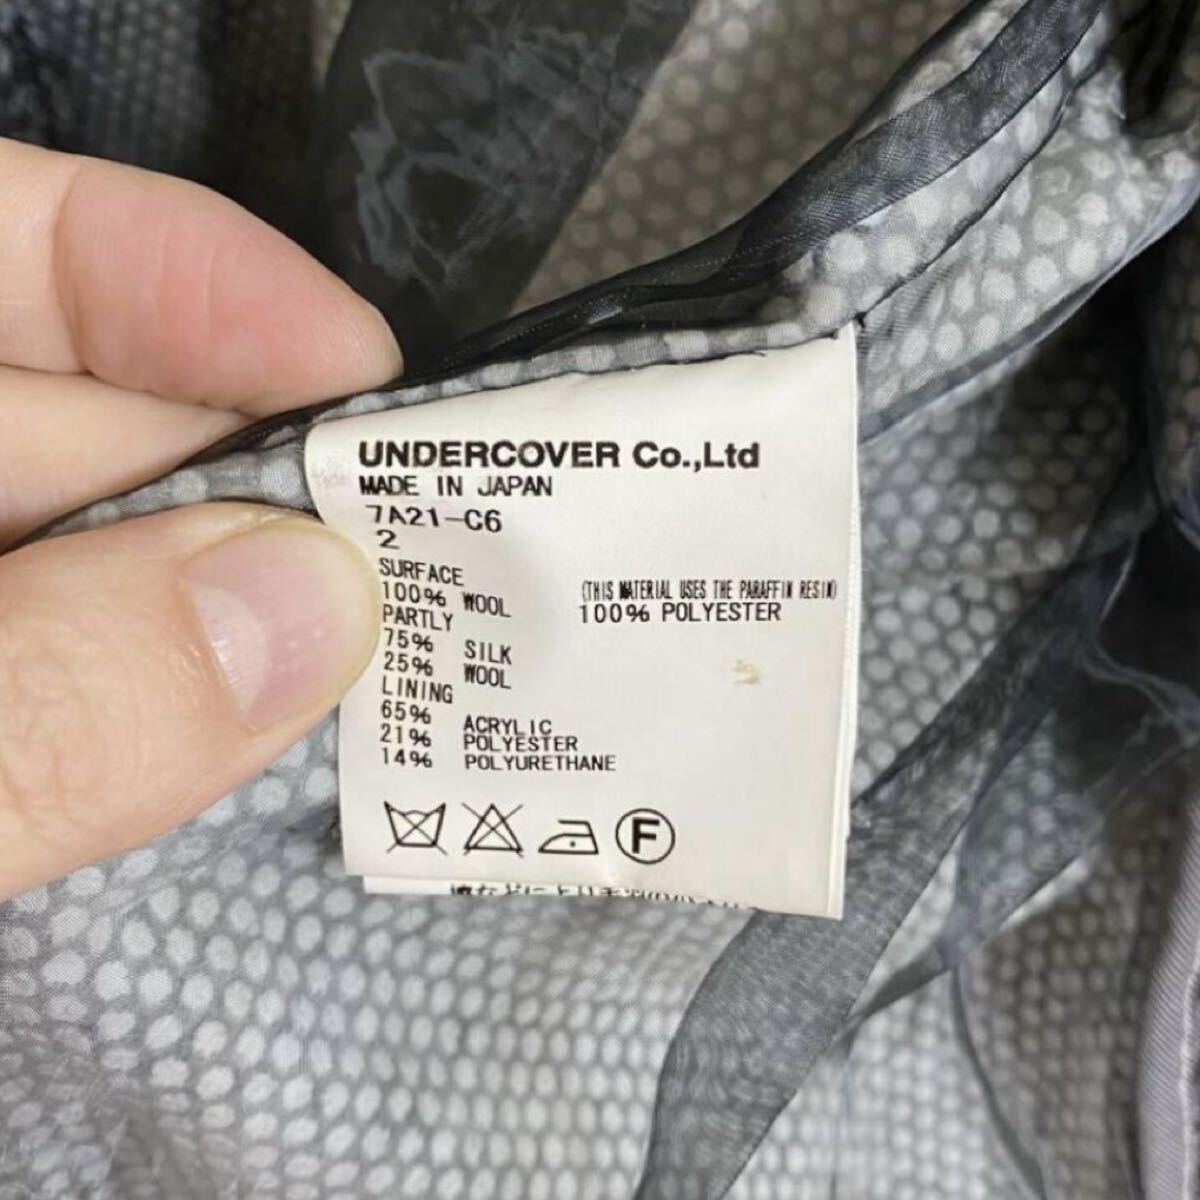 UNDERCOVER Co.,Ltd
MADE IN JAPAN
7A21-C6
2
SURFACE
100% WOOL
PARTLY
75% SILK
25% WOOL
LINING
65% ACRYLIC
21% POLYESTER
14% POLYURETHANE
(THIS MATERIAL USES THE PARAFFIN RESIN)
100% POLYESTER
F